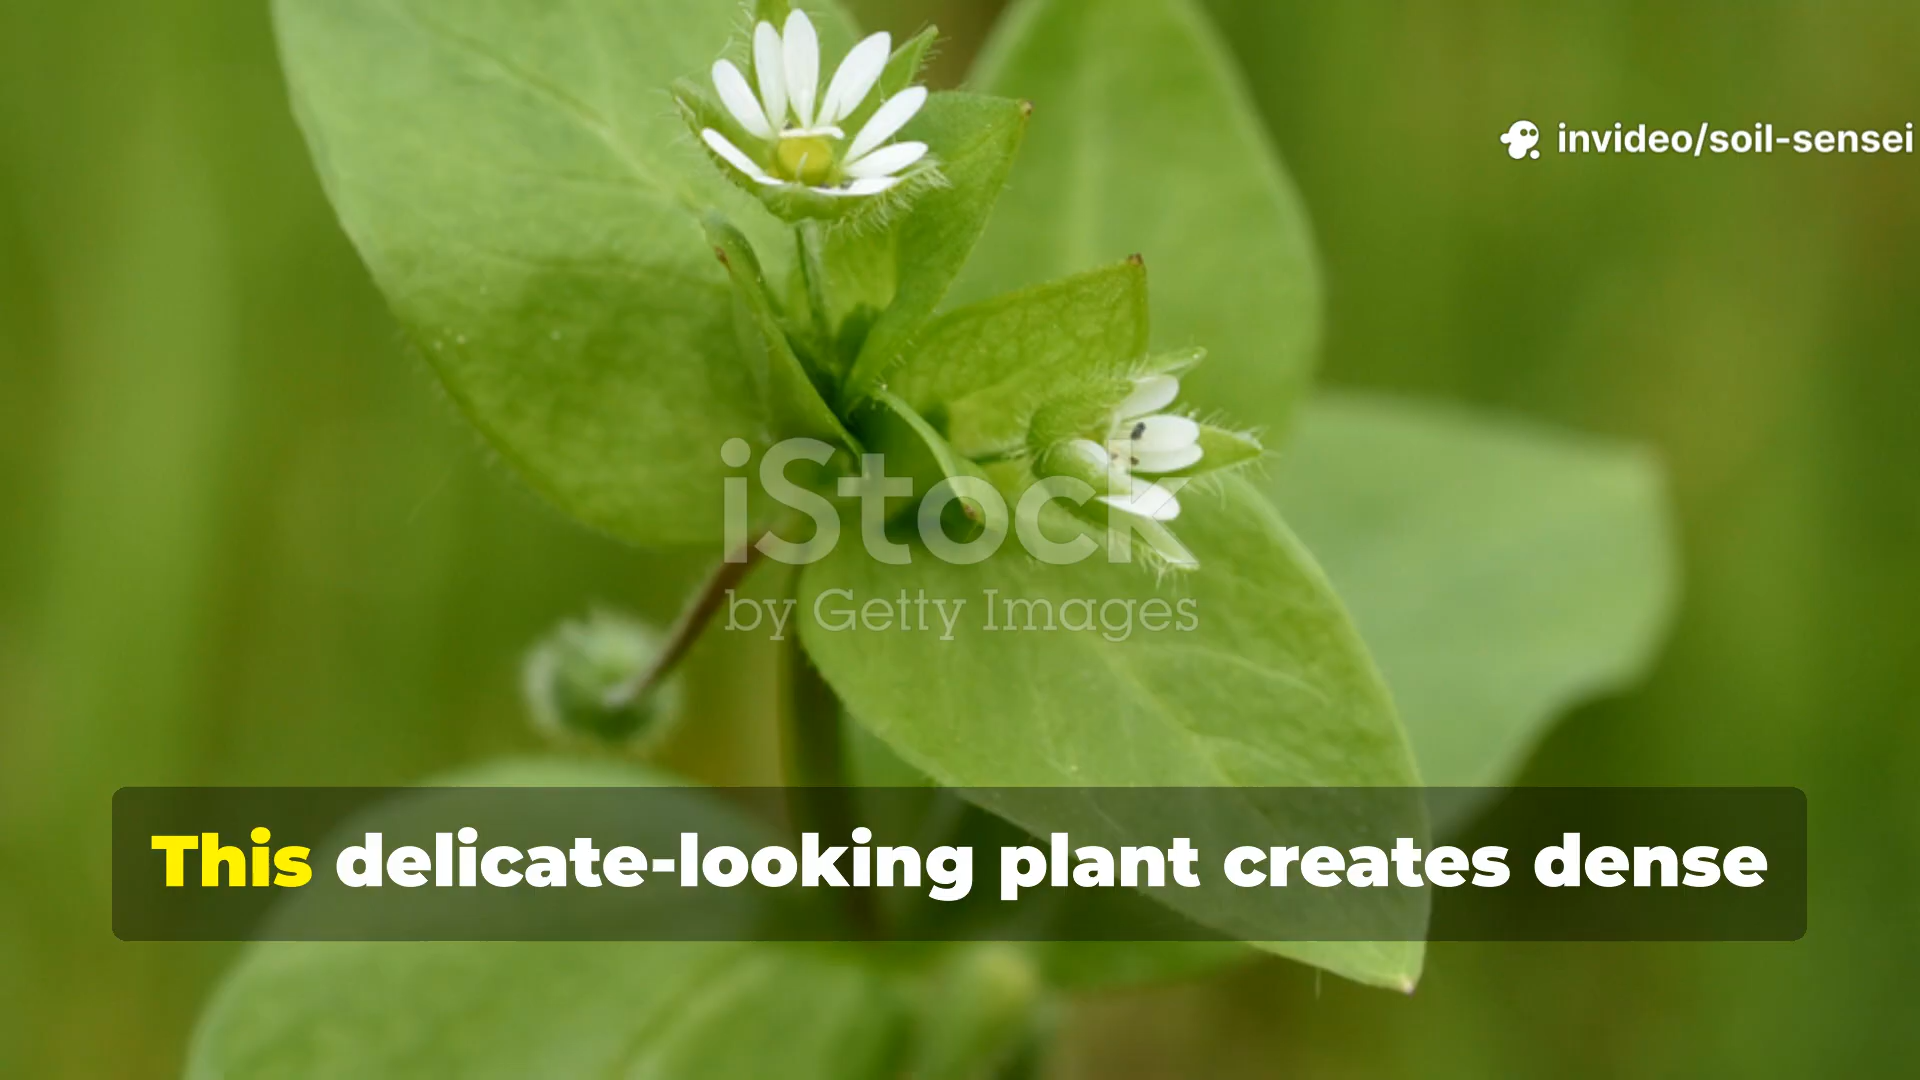 invideo/soil-sensei
iStock
by Getty Images
This delicate-looking plant creates dense